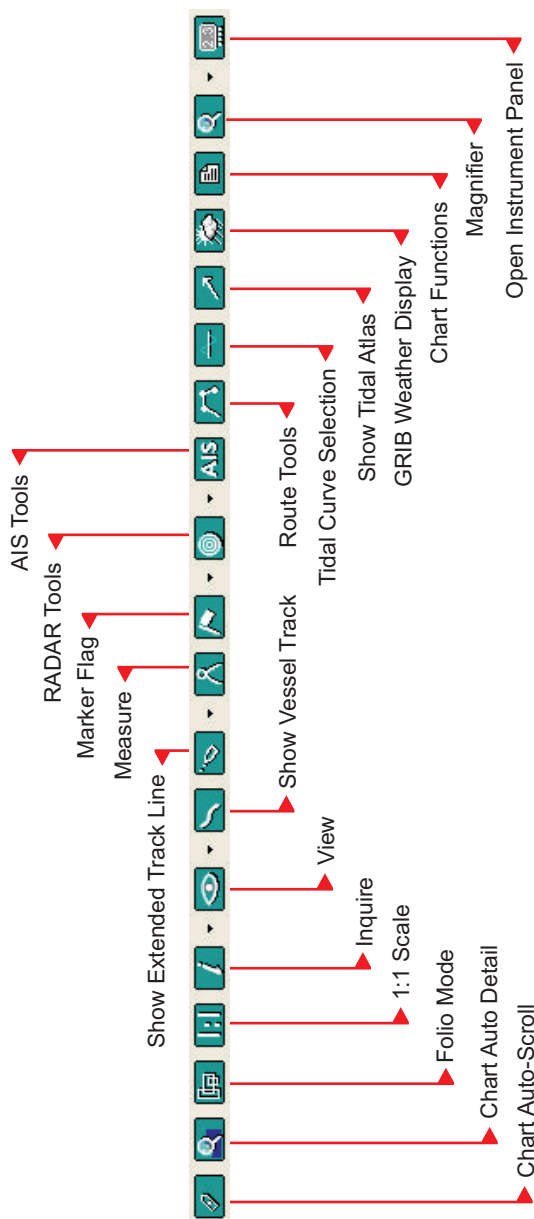 AIS Tools
RADAR Tools
Marker Flag
Measure
Show Extended Track Line
1:1
i
AIS
2.3
Chart Auto-Scroll
Chart Auto Detail
Folio Mode
1:1 Scale
Inquire
View
Show Vessel Track
Route Tools
Tidal Curve Selection
Show Tidal Atlas
GRIB Weather Display
Chart Functions
Magnifier
Open Instrument Panel